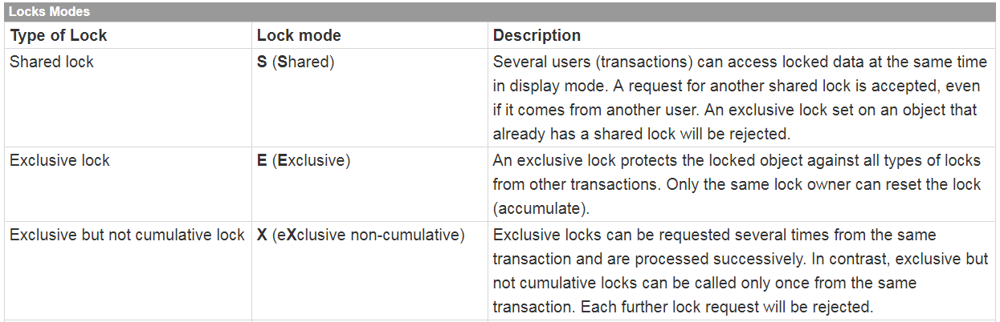 Locks Modes
Type of Lock Lock mode Description
Shared lock S (Shared) Several users (transactions) can access locked data at the same time
in display mode. A request for another shared lock is accepted, even
if it comes from another user. An exclusive lock set on an object that
already has a shared lock will be rejected.
Exclusive lock E (Exclusive) An exclusive lock protects the locked object against all types of locks
from other transactions. Only the same lock owner can reset the lock
(accumulate).
Exclusive but not cumulative lock X (eXclusive non-cumulative) Exclusive locks can be requested several times from the same
transaction and are processed successively. In contrast, exclusive but
not cumulative locks can be called only once from the same
transaction. Each further lock request will be rejected.